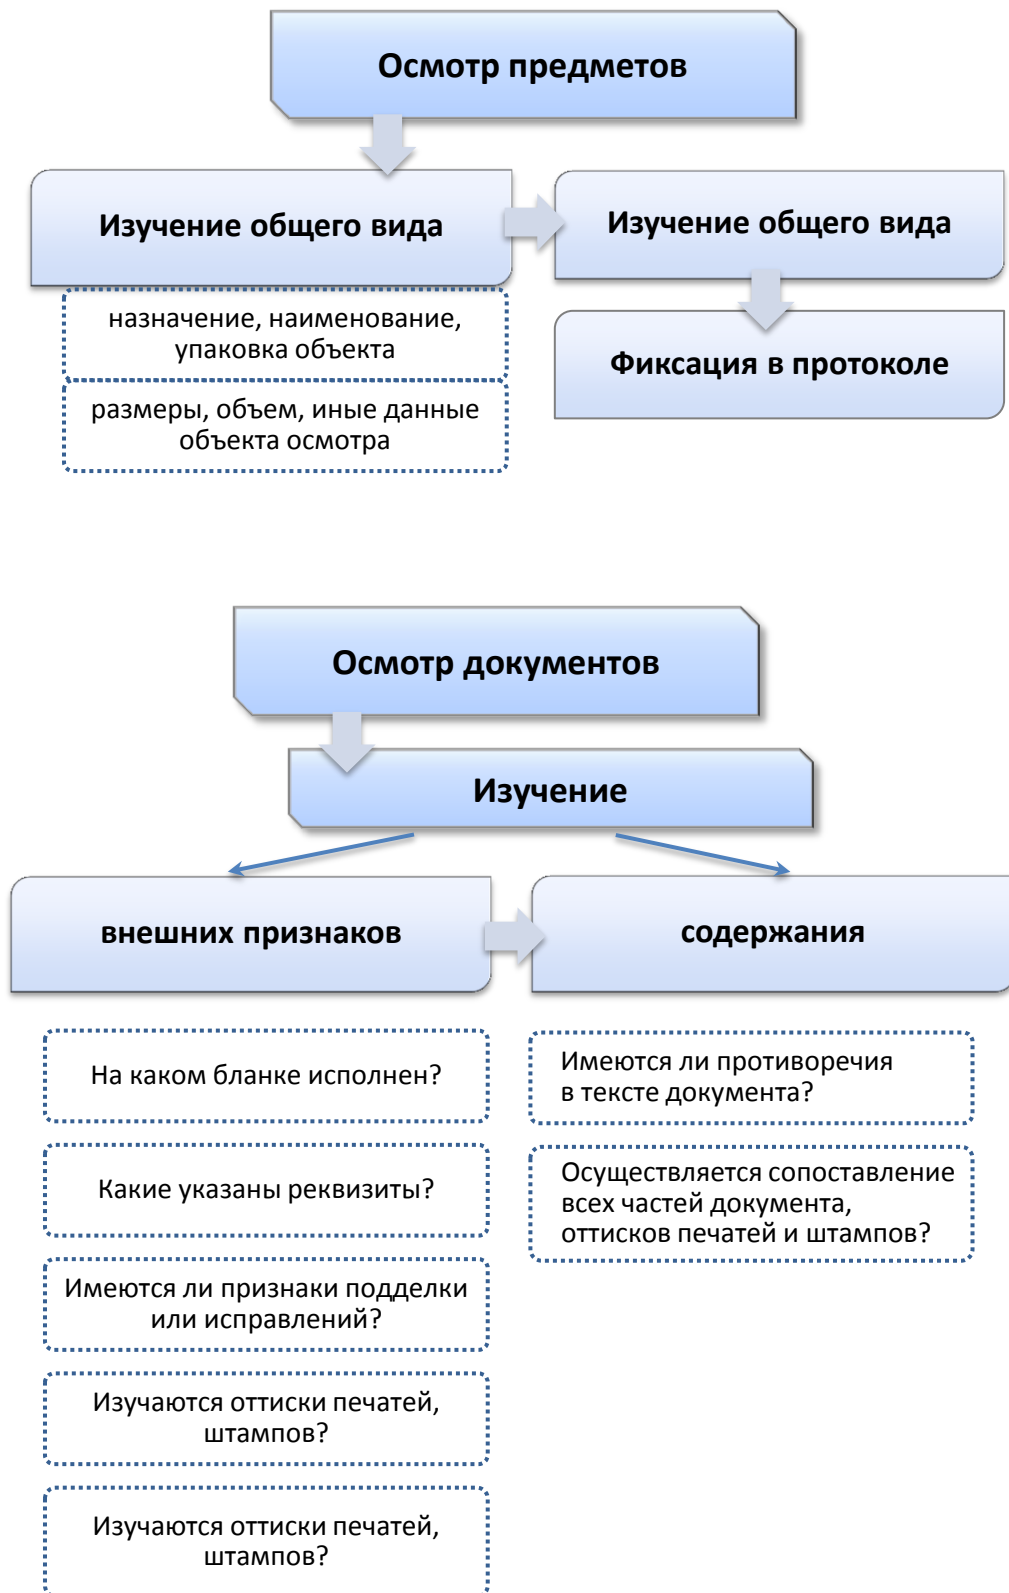 Осмотр предметов
Изучение общего вида
назначение, наименование,
упаковка объекта
размеры, объем, иные данные
объекта осмотра
Изучение общего вида
Фиксация в протоколе
Осмотр документов
Изучение
внешних признаков
На каком бланке исполнен?
Какие указаны реквизиты?
Имеются ли признаки подделки
или исправлений?
Изучаются оттиски печатей,
штампов?
Изучаются оттиски печатей,
штампов?
содержания
Имеются ли противоречия
в тексте документа?
Осуществляется сопоставление
всех частей документа,
оттисков печатей и штампов?